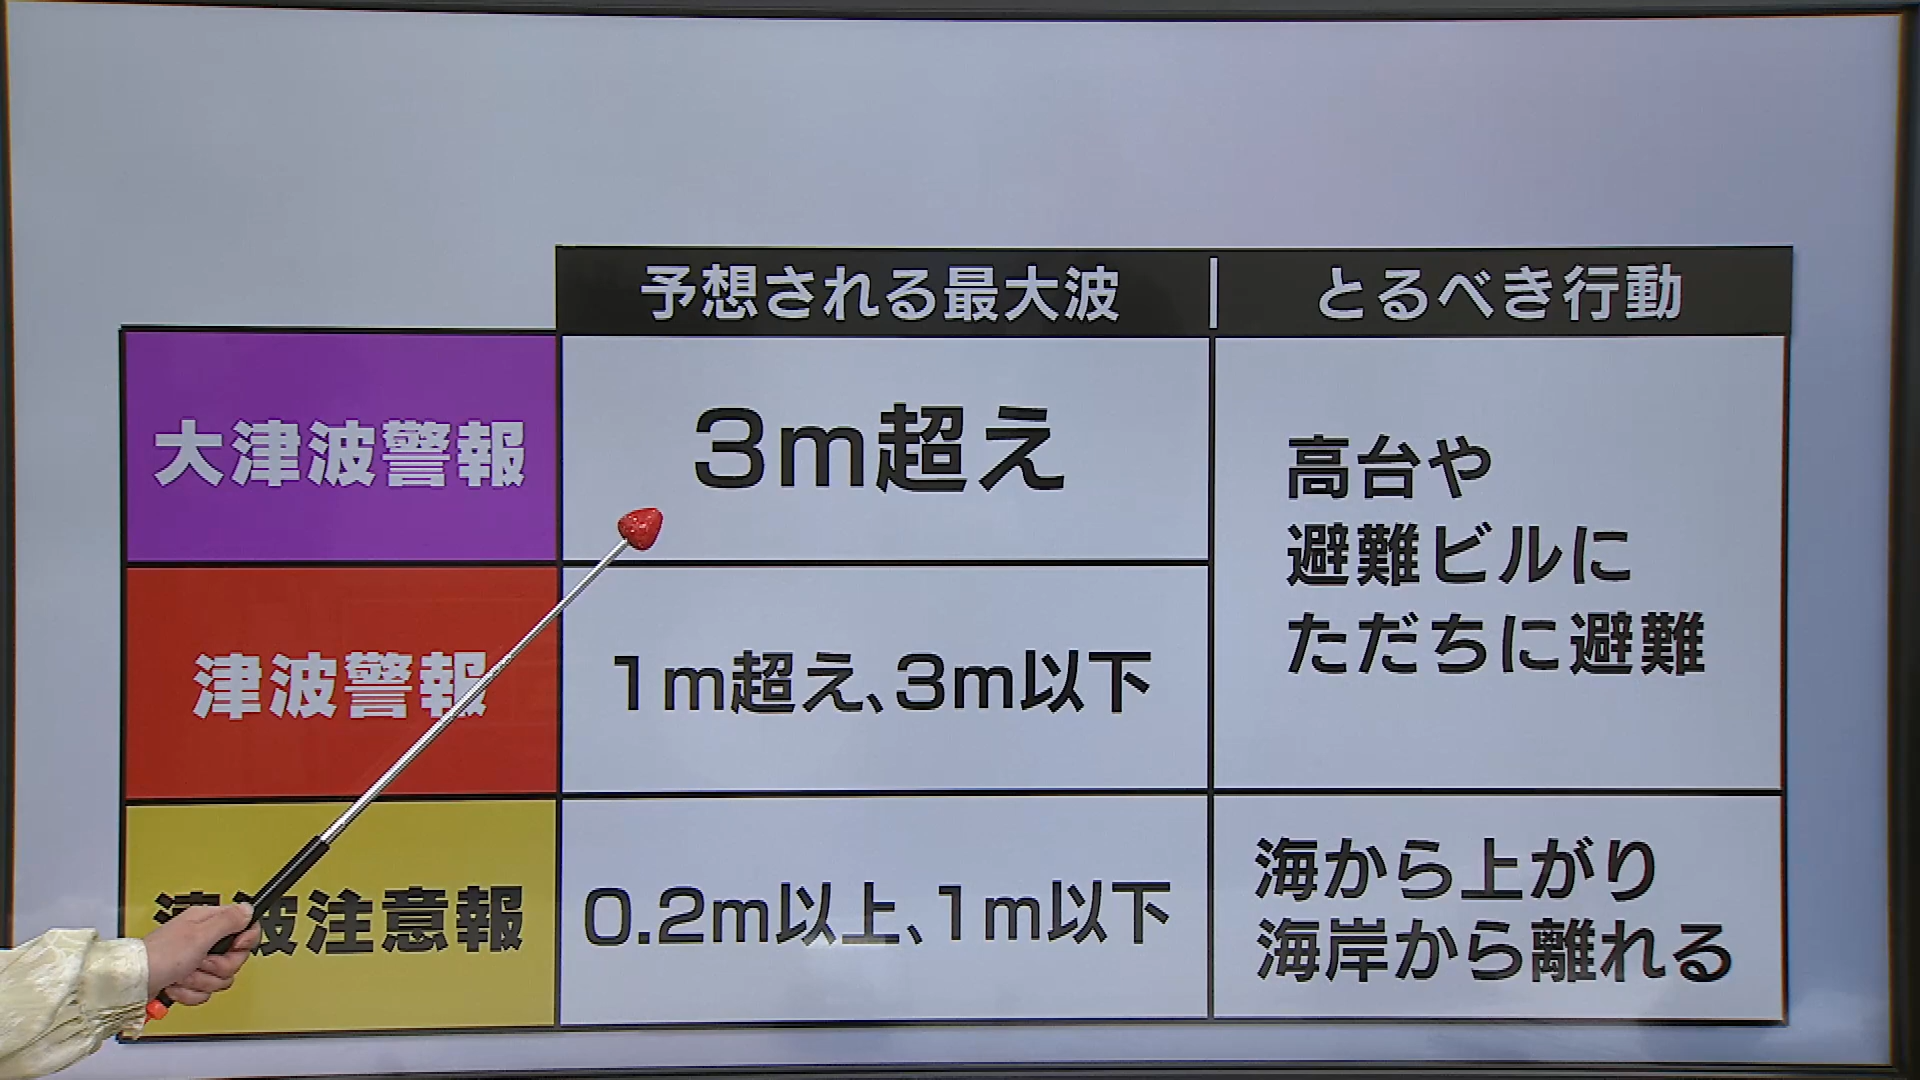 予想される最大波 とるべき行動
大津波警報 3m超え
高台や
避難ビルに
ただちに避難
津波警報 1m超え、3m以下
津波注意報 0.2m以上、1m以下
海から上がり
海岸から離れる